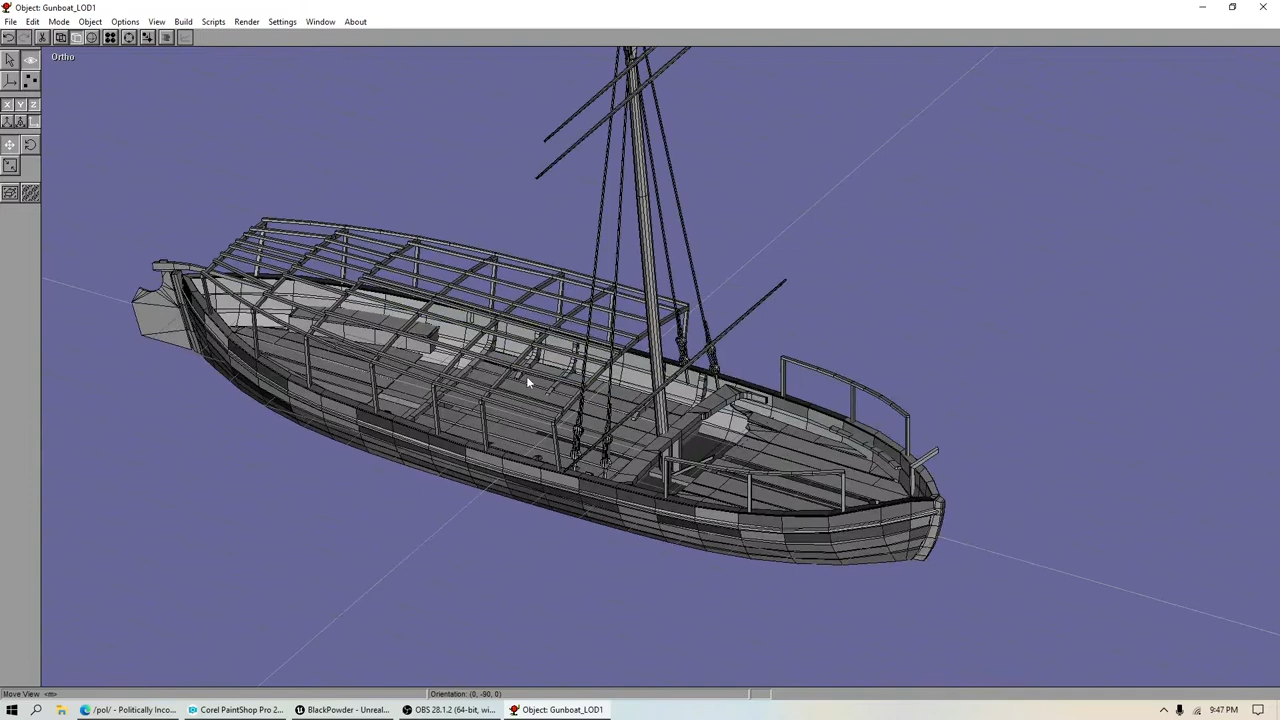 Object: Gunboat_LOD1
File Edit Mode Object Options View Build Scripts Render Settings Window About
Ortho
X Y Z
Move View <m>
Orientation: (0, -90, 0)
/pol/ - Politically Inco...
Corel PaintShop Pro 2...
BlackPowder - Unreal...
OBS 28.1.2 (64-bit, wi...
Object: Gunboat_LOD1
9:47 PM